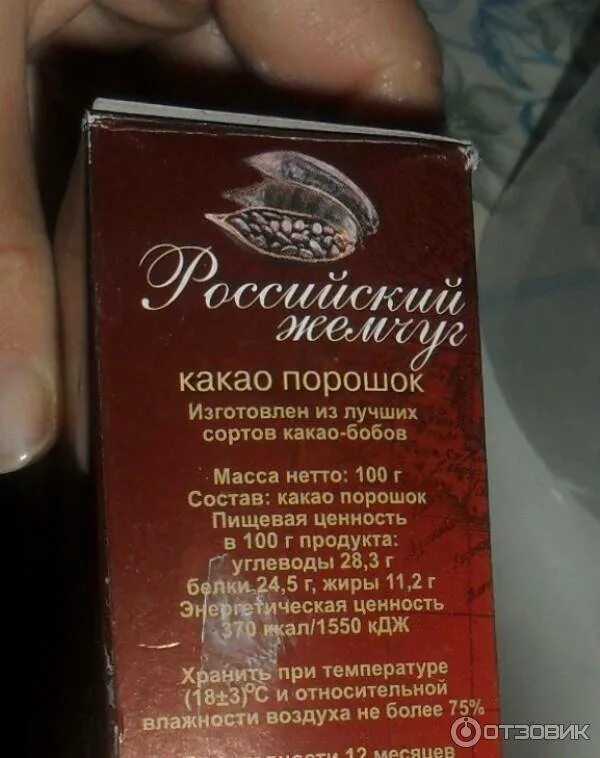 Российский
жемчуг
какао порошок
Изготовлен из лучших
сортов какао-бобов
Масса нетто: 100 г
Состав: какао порошок
Пищевая ценность
в 100 г продукта:
углеводы 28,3 г
белки 24,5 г, жиры 11,2 г
Энергетическая ценность
370 ккал/1550 кДЖ
Хранить при температуре
(18±3)°С и относительной
влажности воздуха не более 75%
12 месяцев
ОТЗОВИК